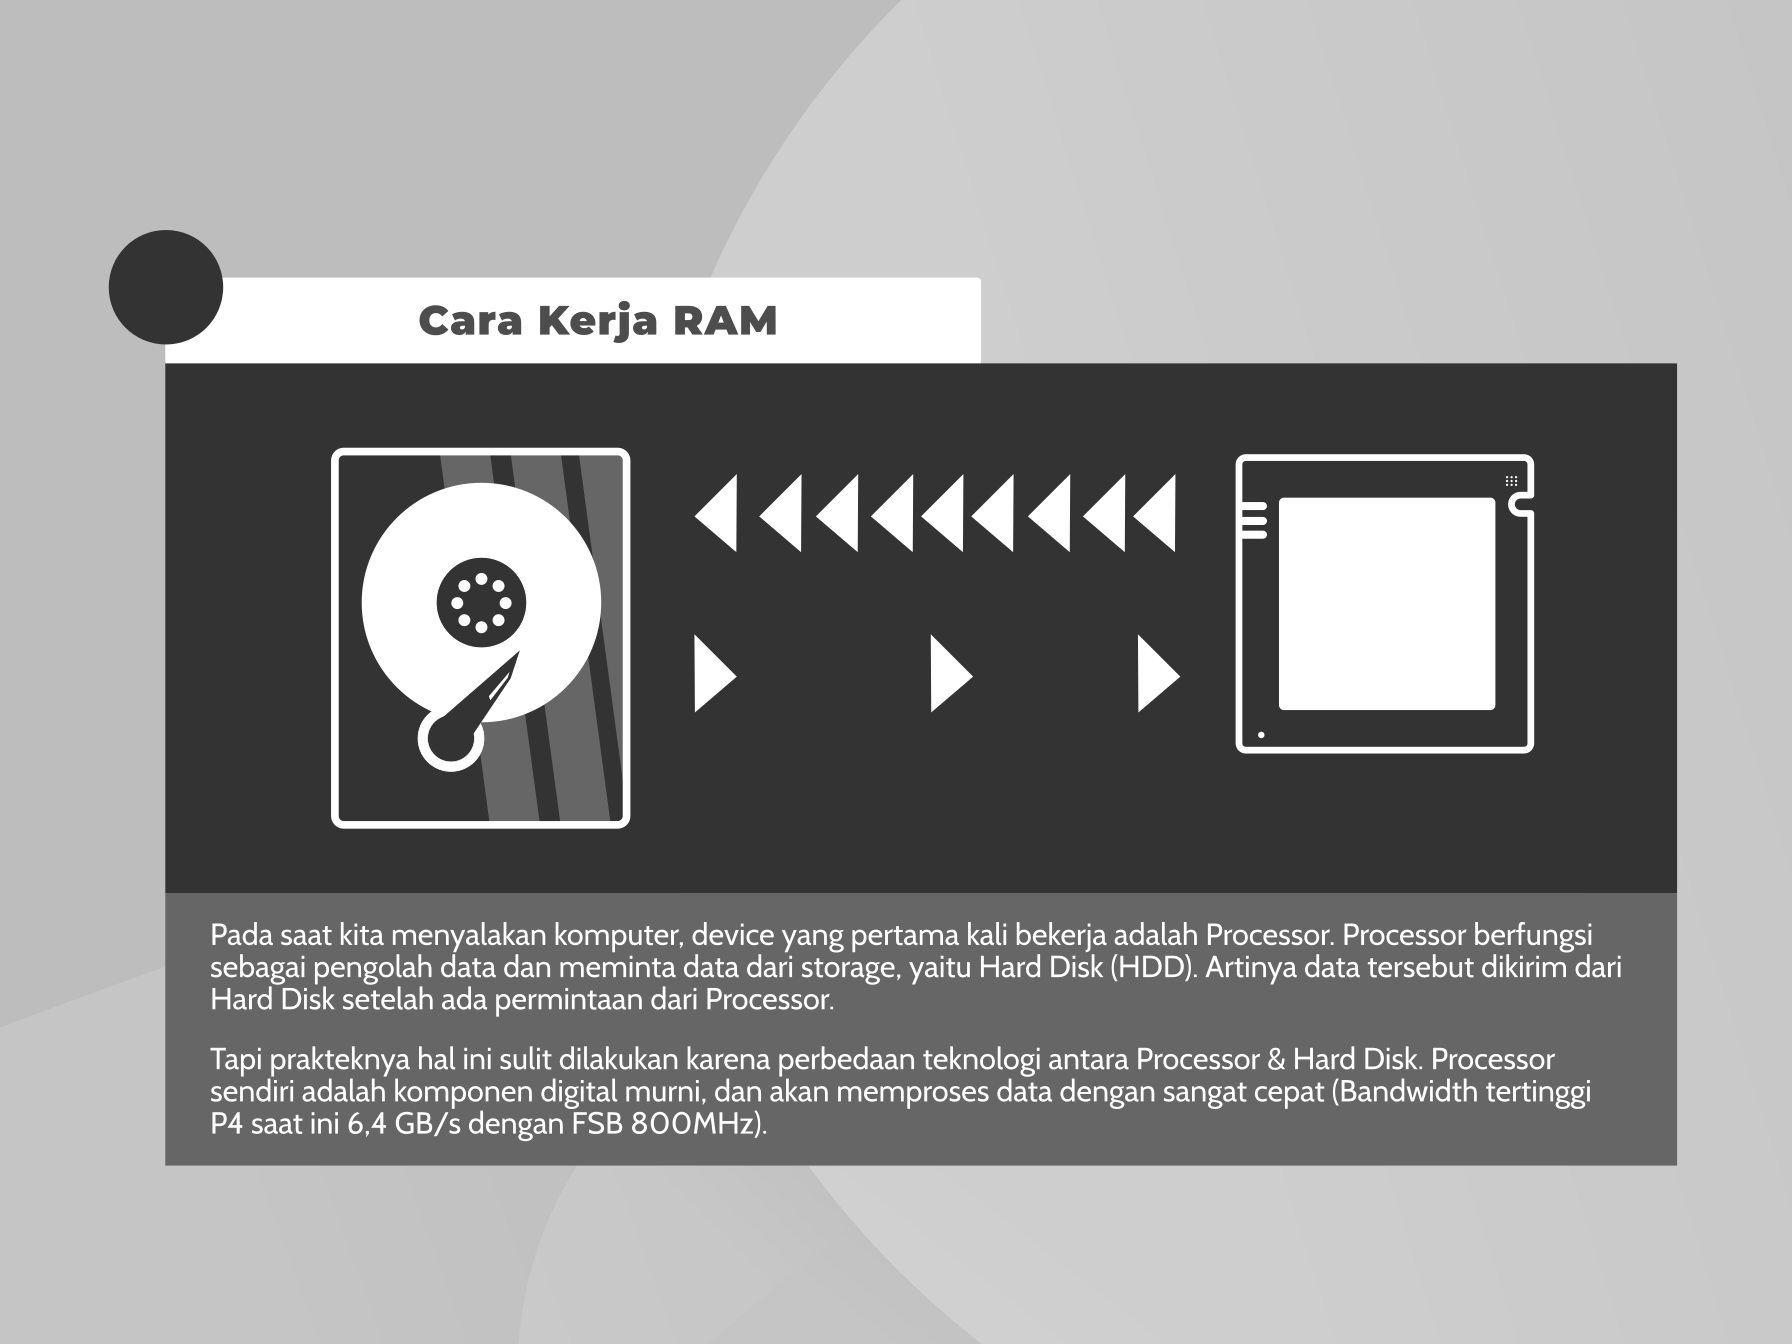 Cara Kerja RAM
Pada saat kita menyalakan komputer, device yang pertama kali bekerja adalah Processor. Processor berfungsi
sebagai pengolah data dan meminta data dari storage, yaitu Hard Disk (HDD). Artinya data tersebut dikirim dari
Hard Disk setelah ada permintaan dari Processor.
Tapi prakteknya hal ini sulit dilakukan karena perbedaan teknologi antara Processor & Hard Disk. Processor
sendiri adalah komponen digital murni, dan akan memproses data dengan sangat cepat (Bandwidth tertinggi
P4 saat ini 6,4 GB/s dengan FSB 800MHz).